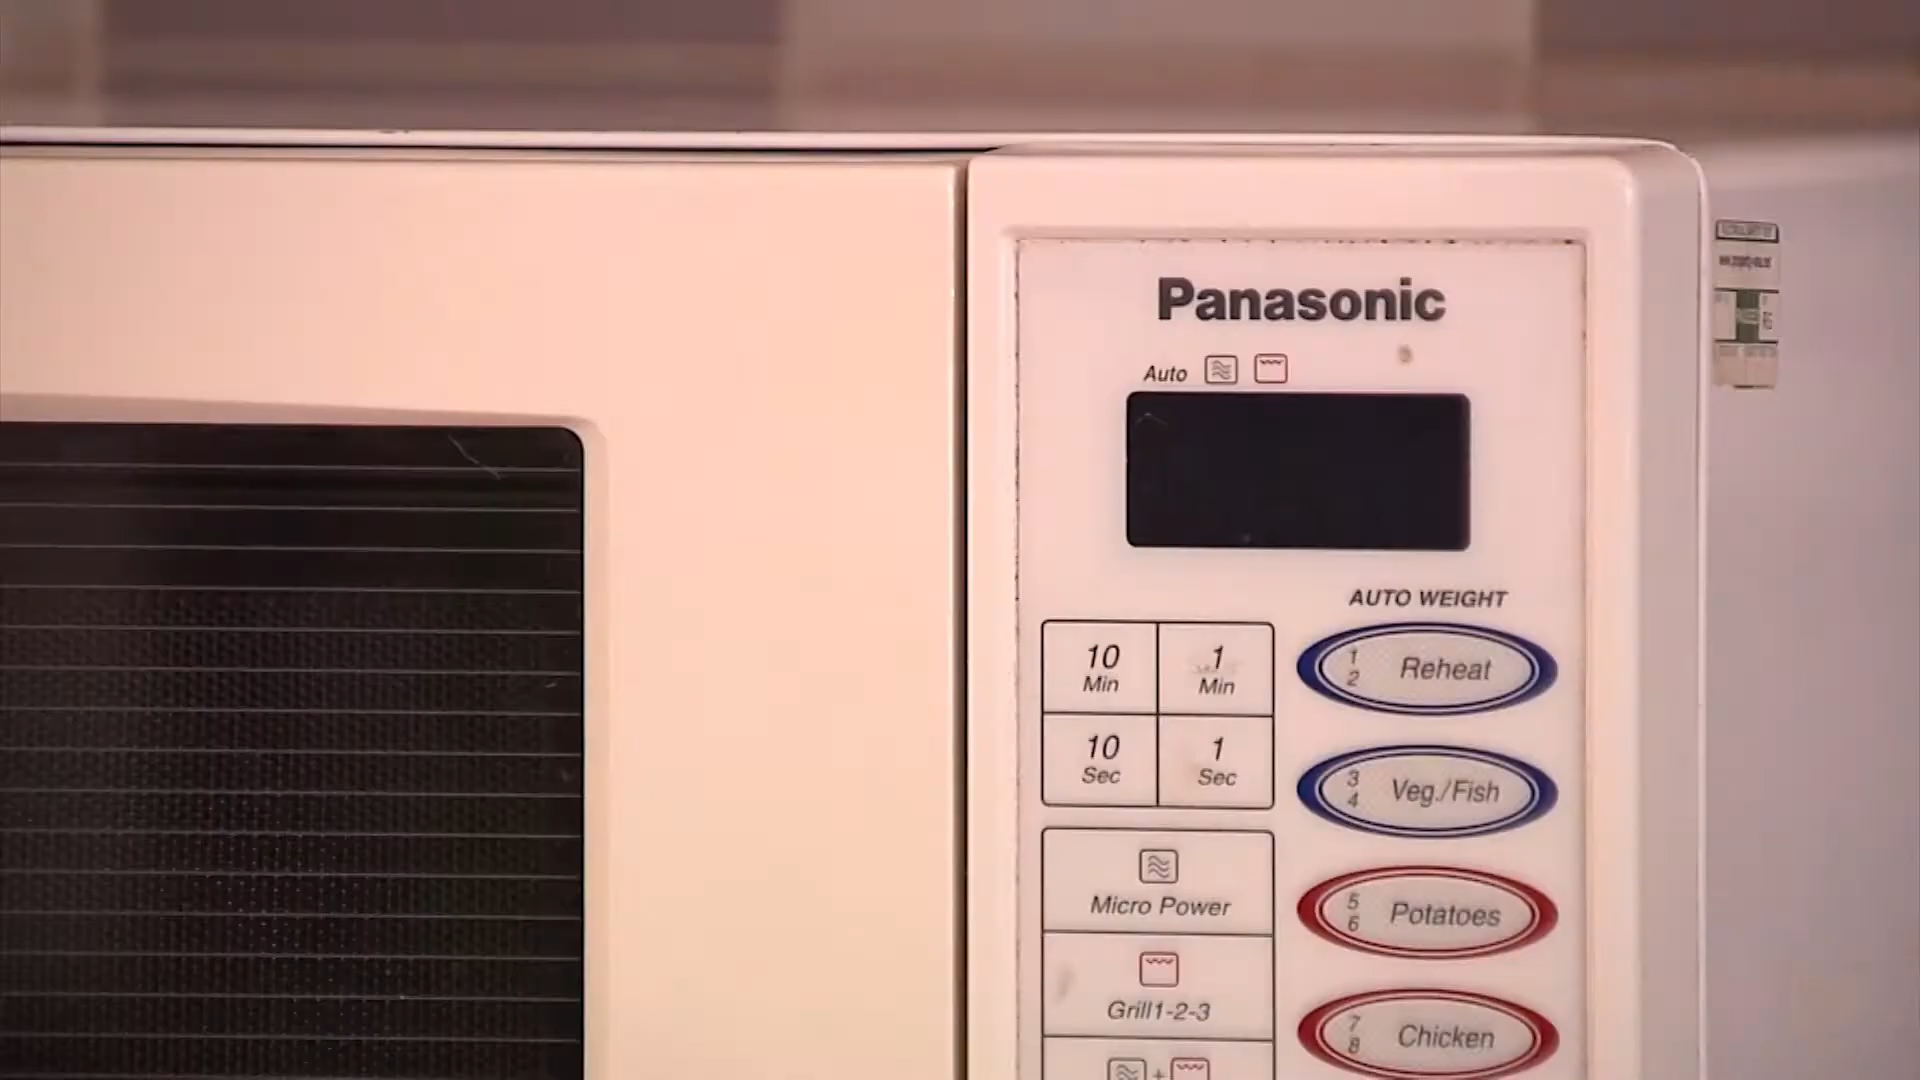 Panasonic
Auto
AUTO WEIGHT
10 Min
1 Min
10 Sec
1 Sec
Micro Power
Grill1-2-3
+
1 2 Reheat
3 4 Veg./Fish
5 6 Potatoes
7 8 Chicken